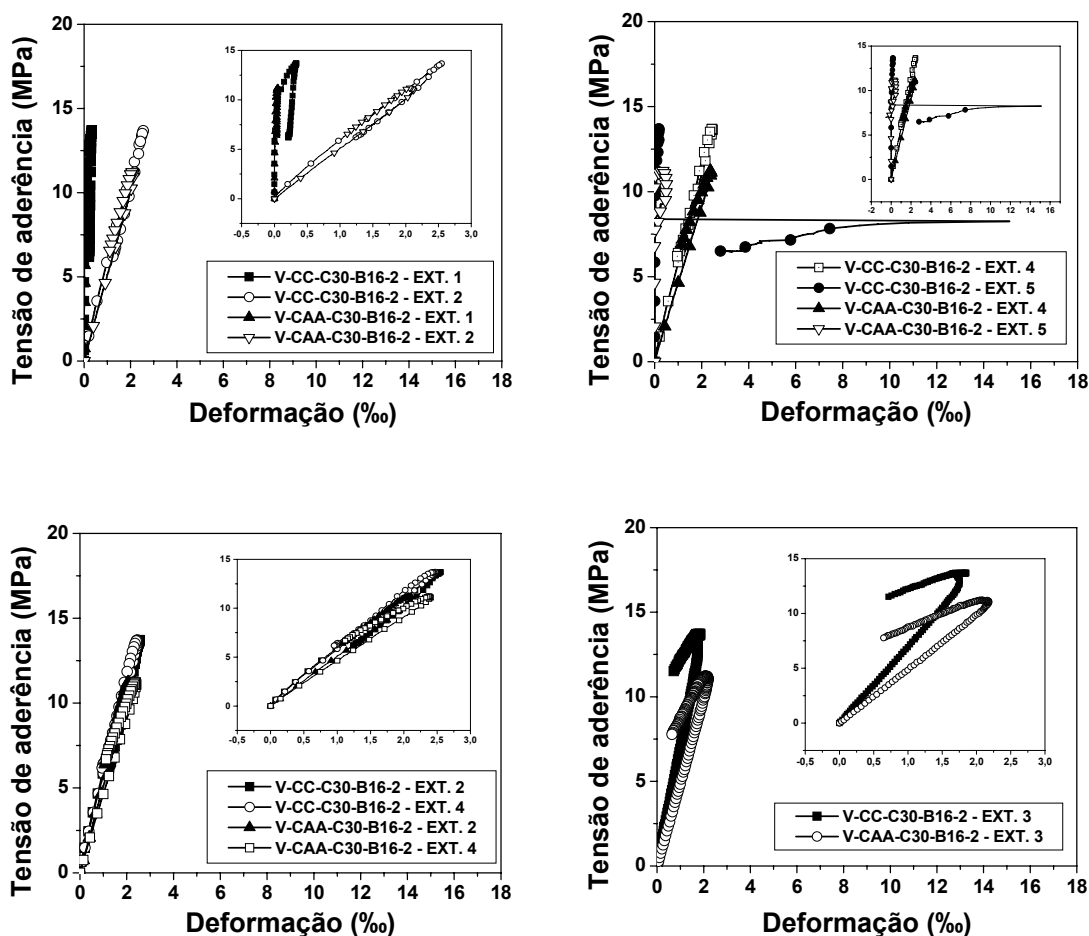 Tensão de aderência (MPa)
20
15
10
5
0
0 2 4 6 8 10 12 14 16 18
Deformação (‰)
15
10
5
0
-5
-0,5 0,0 0,5 1,0 1,5 2,0 2,5 3,0
V-CC-C30-B16-2 - EXT. 1
V-CC-C30-B16-2 - EXT. 2
V-CAA-C30-B16-2 - EXT. 1
V-CAA-C30-B16-2 - EXT. 2
Tensão de aderência (MPa)
20
15
10
5
0
0 2 4 6 8 10 12 14 16 18
Deformação (‰)
15
10
5
0
-2 0 2 4 6 8 10 12 14 16
V-CC-C30-B16-2 - EXT. 4
V-CC-C30-B16-2 - EXT. 5
V-CAA-C30-B16-2 - EXT. 4
V-CAA-C30-B16-2 - EXT. 5
Tensão de aderência (MPa)
20
15
10
5
0
0 2 4 6 8 10 12 14 16 18
Deformação (‰)
15
10
5
0
-0,5 0,0 0,5 1,0 1,5 2,0 2,5 3,0
V-CC-C30-B16-2 - EXT. 2
V-CC-C30-B16-2 - EXT. 4
V-CAA-C30-B16-2 - EXT. 2
V-CAA-C30-B16-2 - EXT. 4
Tensão de aderência (MPa)
20
15
10
5
0
0 2 4 6 8 10 12 14 16 18
Deformação (‰)
15
10
5
0
-0,5 0,0 0,5 1,0 1,5 2,0 2,5 3,0
V-CC-C30-B16-2 - EXT. 3
V-CAA-C30-B16-2 - EXT. 3